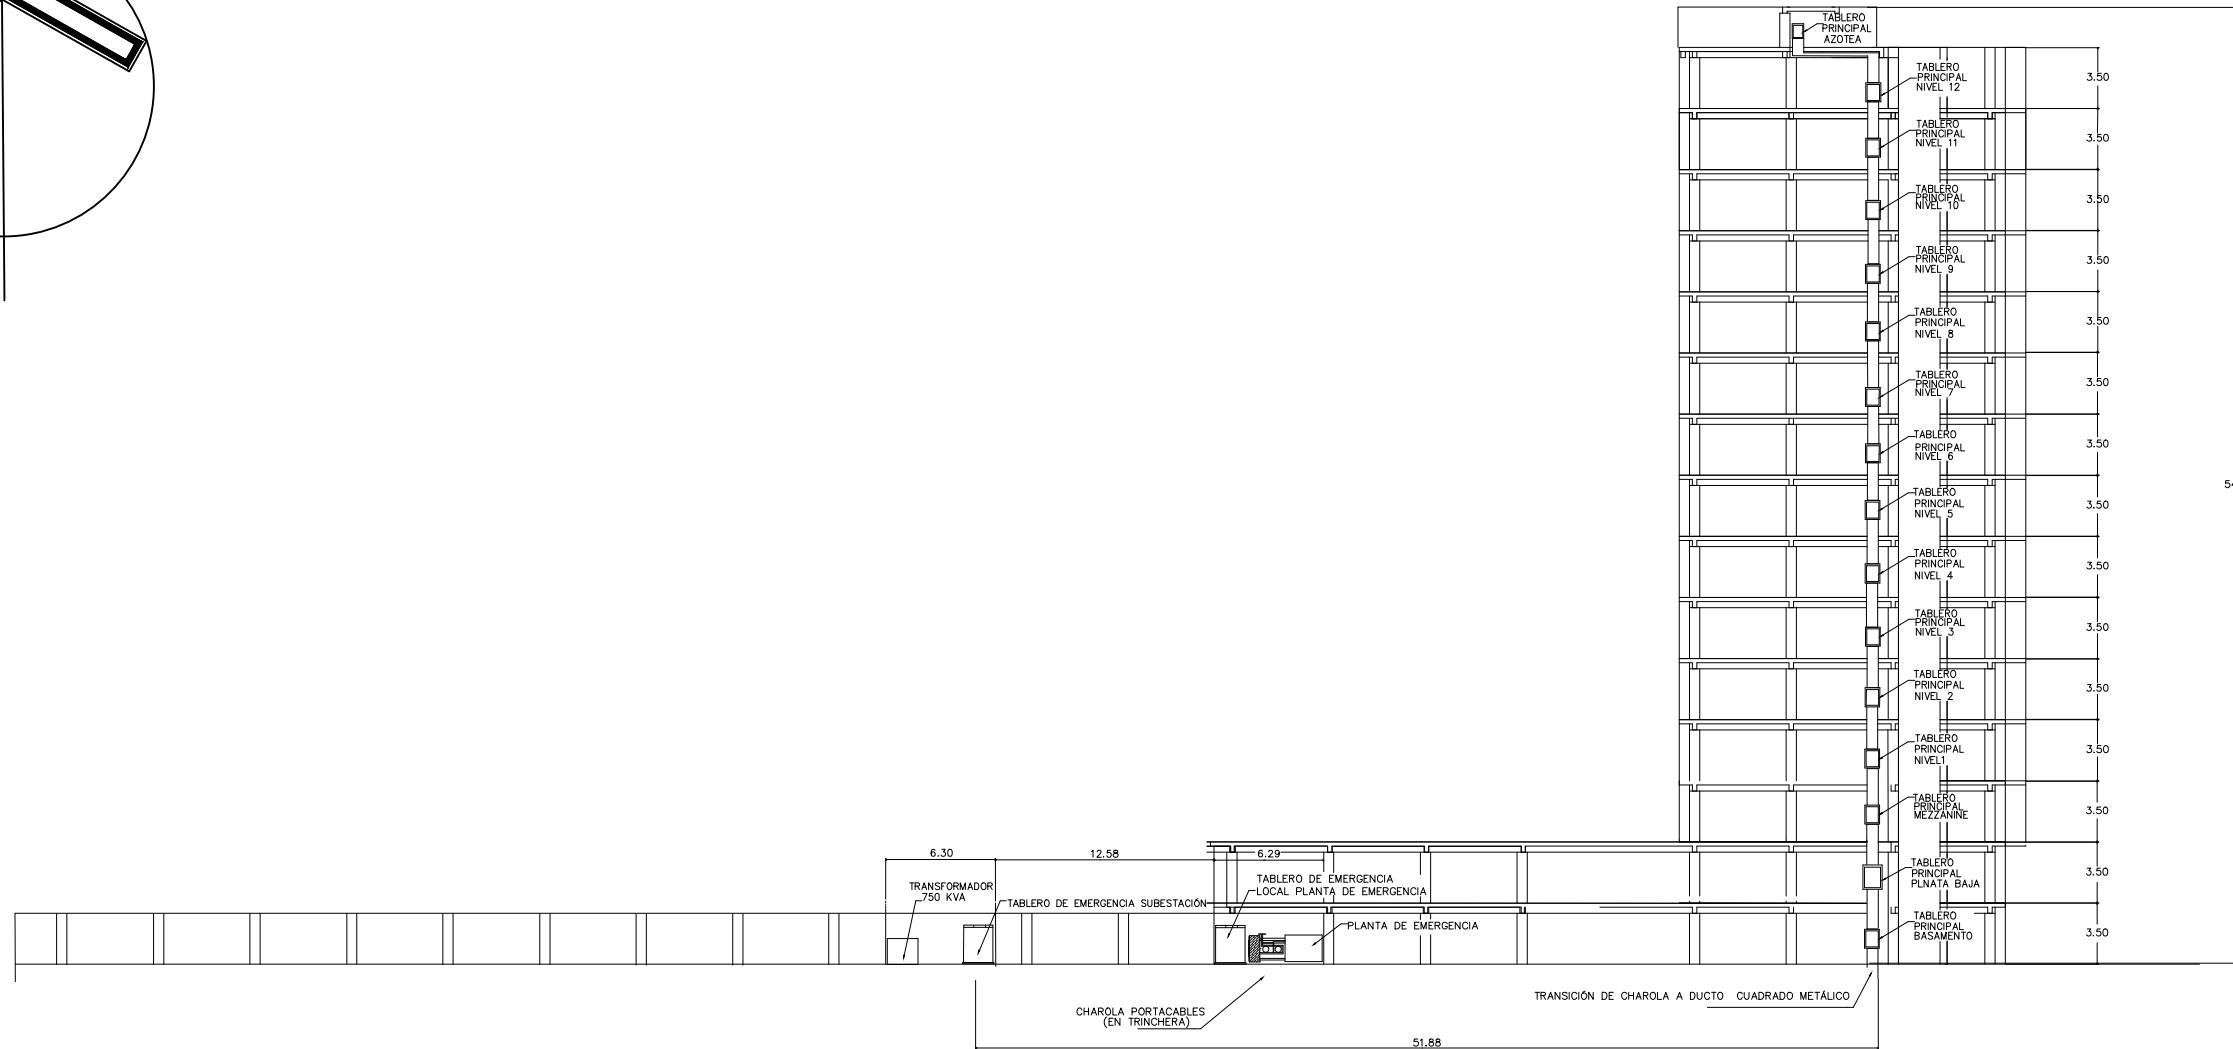 TABLERO
PRINCIPAL
AZOTEA
TABLERO
PRINCIPAL
NIVEL 12
3.50
TABLERO
PRINCIPAL
NIVEL 11
3.50
TABLERO
PRINCIPAL
NIVEL 10
3.50
TABLERO
PRINCIPAL
NIVEL 9
3.50
TABLERO
PRINCIPAL
NIVEL 8
3.50
TABLERO
PRINCIPAL
NIVEL 7
3.50
TABLERO
PRINCIPAL
NIVEL 6
3.50
54
TABLERO
PRINCIPAL
NIVEL 5
3.50
TABLERO
PRINCIPAL
NIVEL 4
3.50
TABLERO
PRINCIPAL
NIVEL 3
3.50
TABLERO
PRINCIPAL
NIVEL 2
3.50
TABLERO
PRINCIPAL
NIVEL1
3.50
TABLERO
PRINCIPAL
MEZZANINE
3.50
6.30
12.58
6.29
TABLERO
PRINCIPAL
PLNATA BAJA
3.50
TRANSFORMADOR
750 KVA
TABLERO DE EMERGENCIA
LOCAL PLANTA DE EMERGENCIA
TABLERO DE EMERGENCIA SUBESTACIÓN
PLANTA DE EMERGENCIA
TABLERO
PRINCIPAL
BASAMENTO
3.50
TRANSICIÓN DE CHAROLA A DUCTO CUADRADO METÁLICO
CHAROLA PORTACABLES
(EN TRINCHERA)
51.88